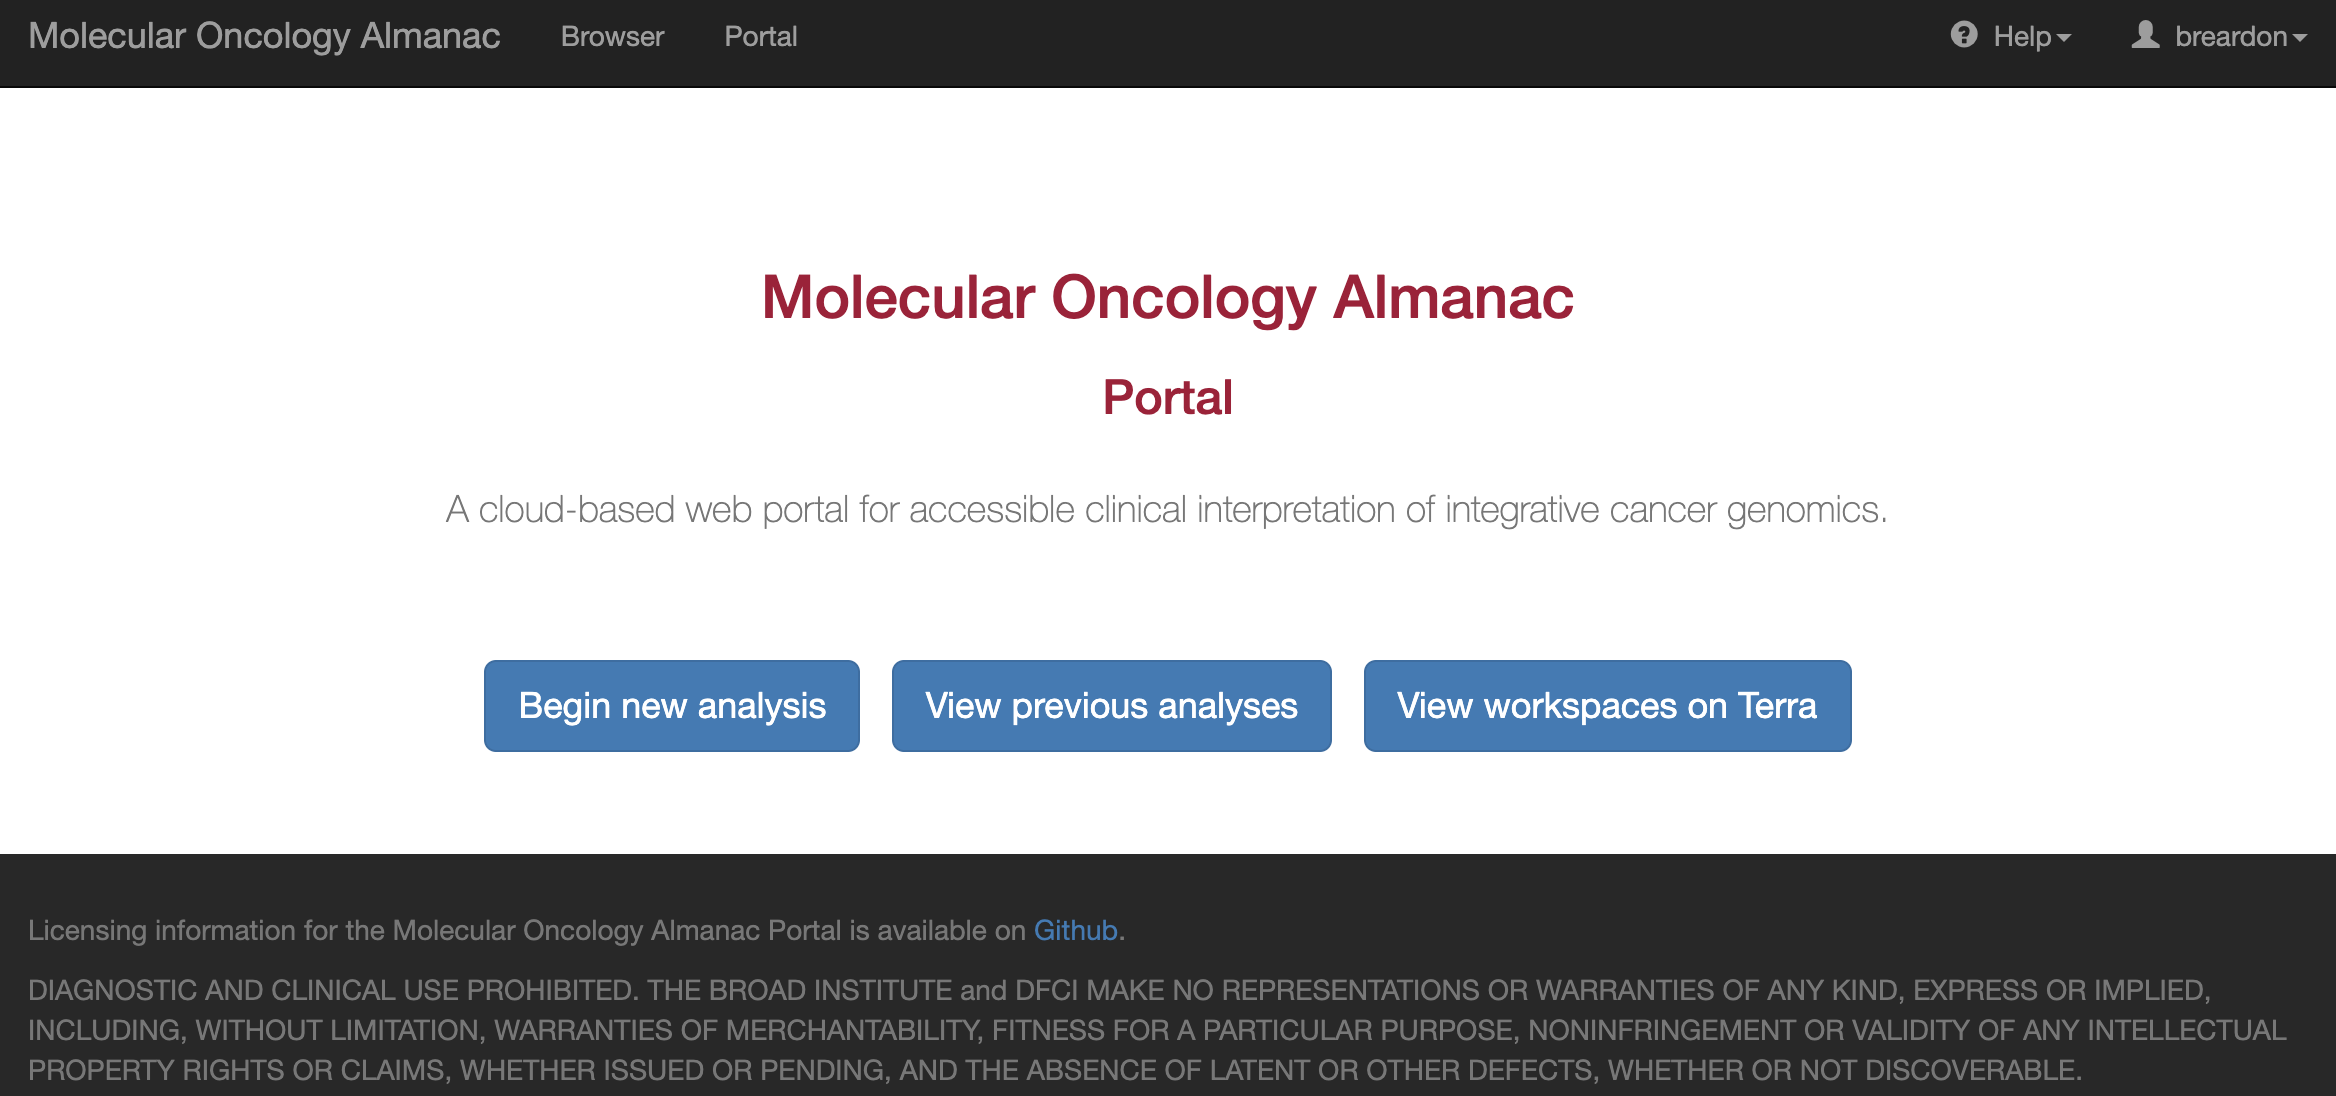 Molecular Oncology Almanac Browser Portal Help breardon
Molecular Oncology Almanac
Portal
A cloud-based web portal for accessible clinical interpretation of integrative cancer genomics.
Begin new analysis View previous analyses View workspaces on Terra
Licensing information for the Molecular Oncology Almanac Portal is available on Github.
DIAGNOSTIC AND CLINICAL USE PROHIBITED. THE BROAD INSTITUTE and DFCI MAKE NO REPRESENTATIONS OR WARRANTIES OF ANY KIND, EXPRESS OR IMPLIED,
INCLUDING, WITHOUT LIMITATION, WARRANTIES OF MERCHANTABILITY, FITNESS FOR A PARTICULAR PURPOSE, NONINFRINGEMENT OR VALIDITY OF ANY INTELLECTUAL
PROPERTY RIGHTS OR CLAIMS, WHETHER ISSUED OR PENDING, AND THE ABSENCE OF LATENT OR OTHER DEFECTS, WHETHER OR NOT DISCOVERABLE.